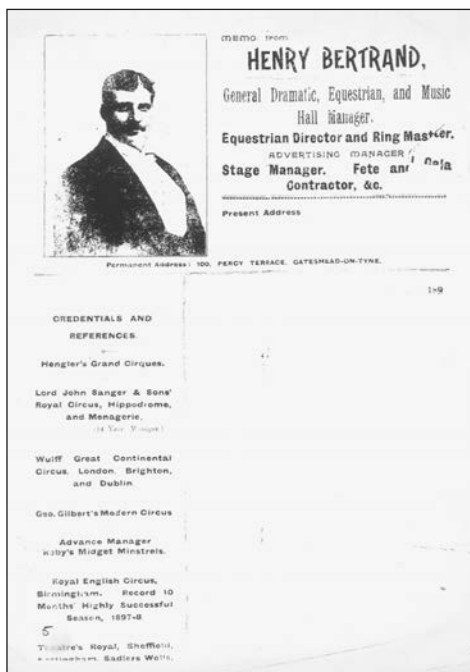 MEMO from
HENRY BERTRAND,
General Dramatic, Equestrian, and Music
Hall Manager.
Equestrian Director and Ring Master.
ADVERTISING MANAGER
Stage Manager. Fete and Gala
Contractor, &c.
Present Address
Permanent Address: 100, PERCY TERRACE, GATESHEAD-ON-TYNE.
189
CREDENTIALS AND
REFERENCES.
Hengler's Grand Cirques.
Lord John Sanger & Sons'
Royal Circus, Hippodrome,
and Menagerie.
Wulff Great Continental
Circus, London, Brighton,
and Dublin
Geo. Gilbert's Modern Circus
Advance Manager
Midget Minstrels.
Royal English Circus,
Birmingham. Record 10
Months' Highly Successful
Season, 1897-8
5
Theatre's Royal, Sheffield,
Nottingham, Sadlers Wells,